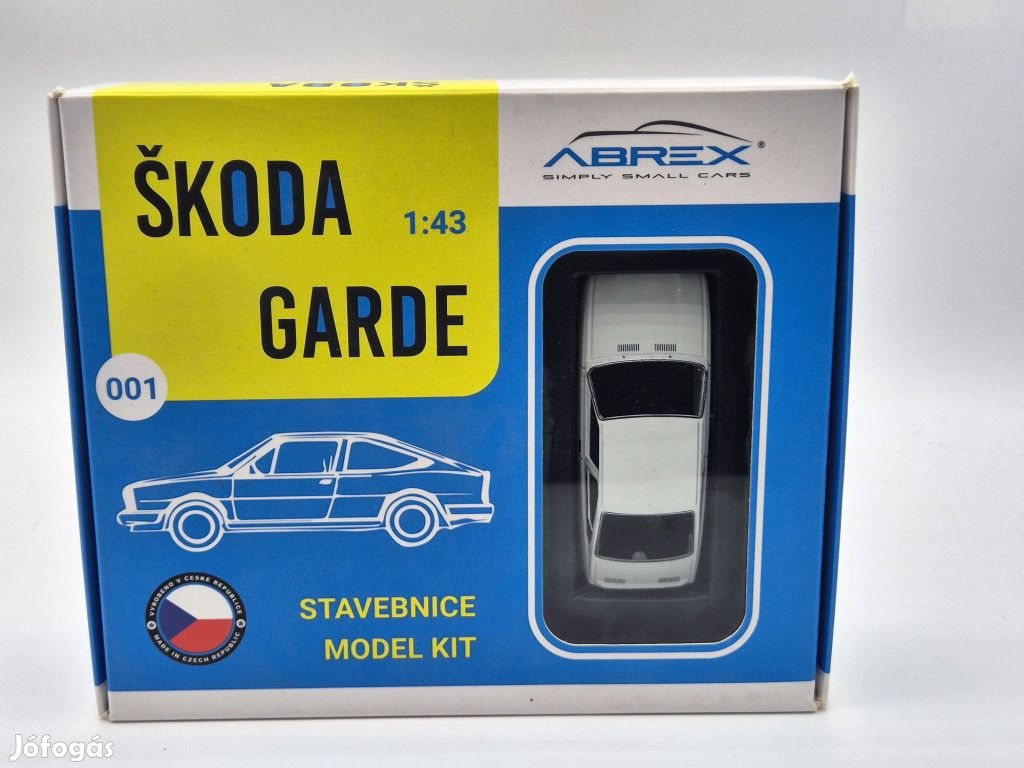 ŠKODA
ŠKODA
1:43
GARDE
001
ABREX®
SIMPLY SMALL CARS
VYROBENO V ČESKÉ REPUBLICE
MADE IN CZECH REPUBLIC
STAVEBNICE
MODEL KIT
Jófogás